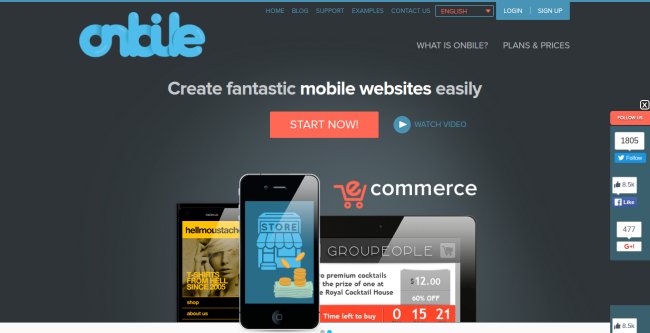 HOME BLOG SUPPORT EXAMPLES CONTACT US ENGLISH LOGIN SIGN UP
onbile
WHAT IS ONBILE? PLANS & PRICES
Create fantastic mobile websites easily
START NOW! WATCH VIDEO
FOLLOW US
1805
Follow
8.5k
Like
477
+1
8.5k
ecommerce
hellmoustache
T-SHIRTS
FROM HELL
SINCE 2005
shop
about us
STORE
GROUPEOPLE
o premium cocktails
the prize of one at
e Royal Cocktail House
$12.00
60% OFF
Time left to buy 0 15 21